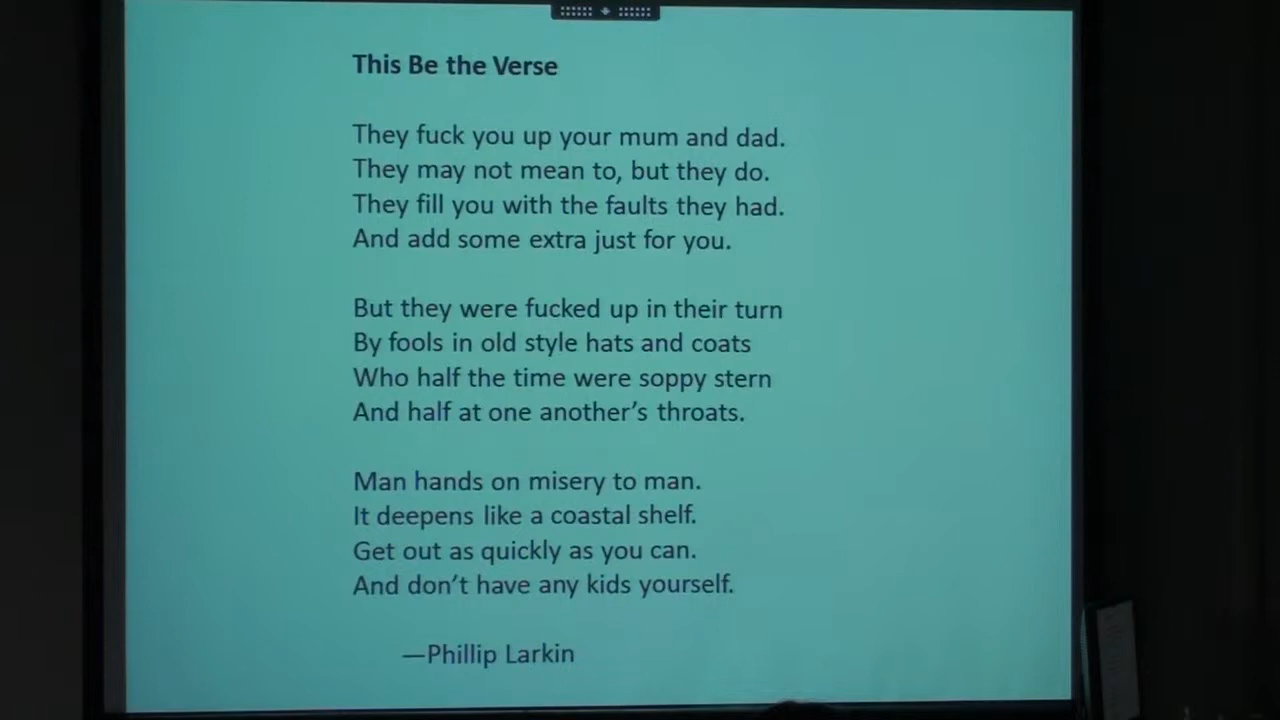 This Be the Verse
They fuck you up your mum and dad.
They may not mean to, but they do.
They fill you with the faults they had.
And add some extra just for you.
But they were fucked up in their turn
By fools in old style hats and coats
Who half the time were soppy stern
And half at one another’s throats.
Man hands on misery to man.
It deepens like a coastal shelf.
Get out as quickly as you can.
And don’t have any kids yourself.
—Phillip Larkin